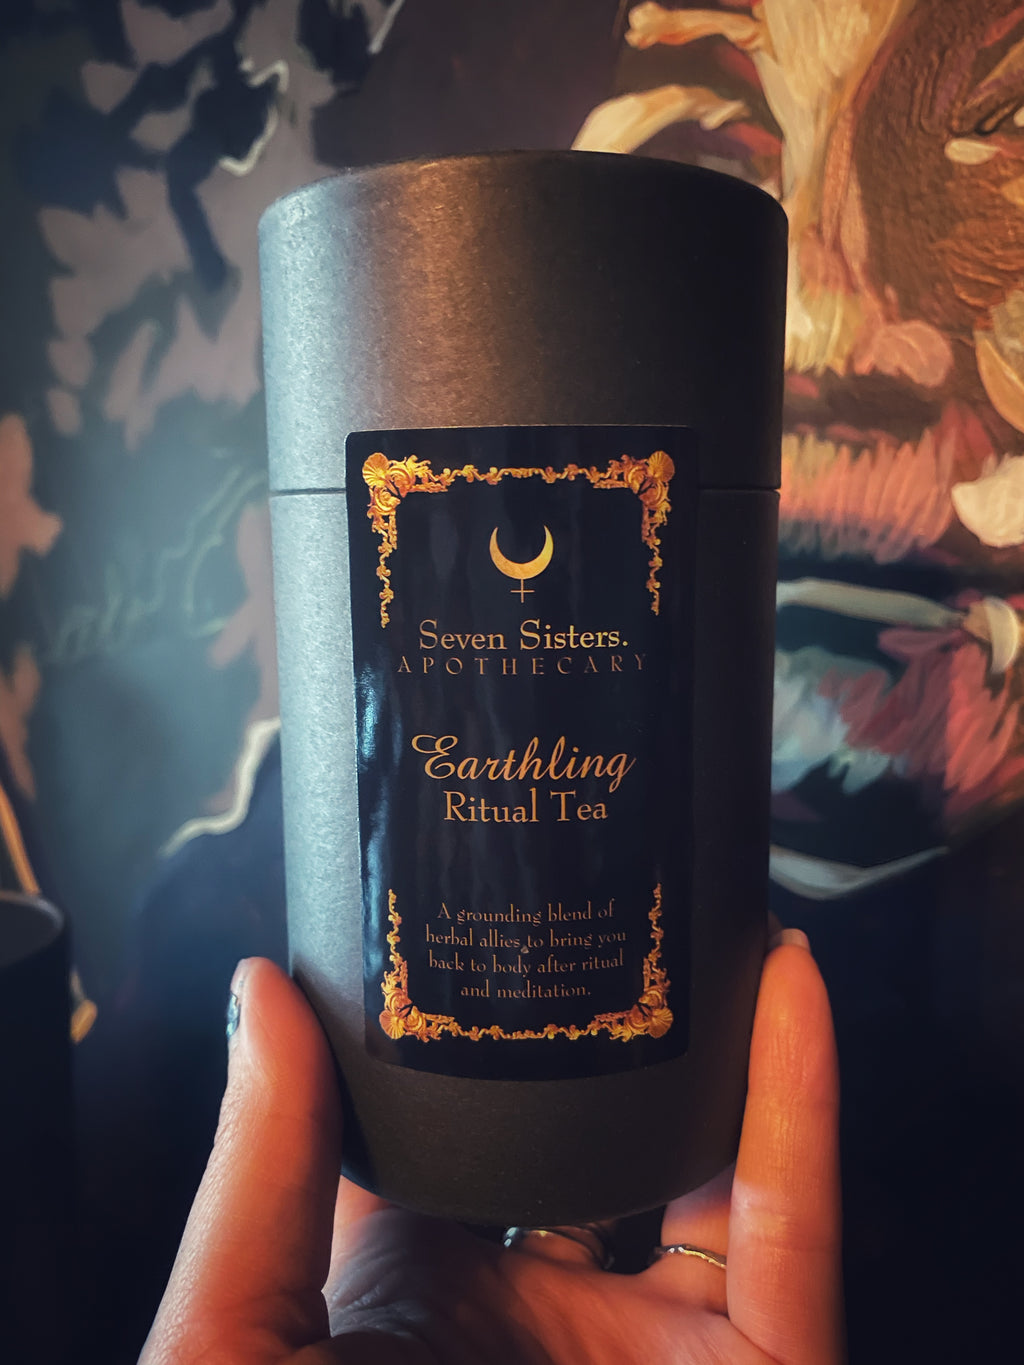 Seven Sisters.
APOTHECARY
Earthling
Ritual Tea
A grounding blend of
herbal allies to bring you
back to body after ritual
and meditation.